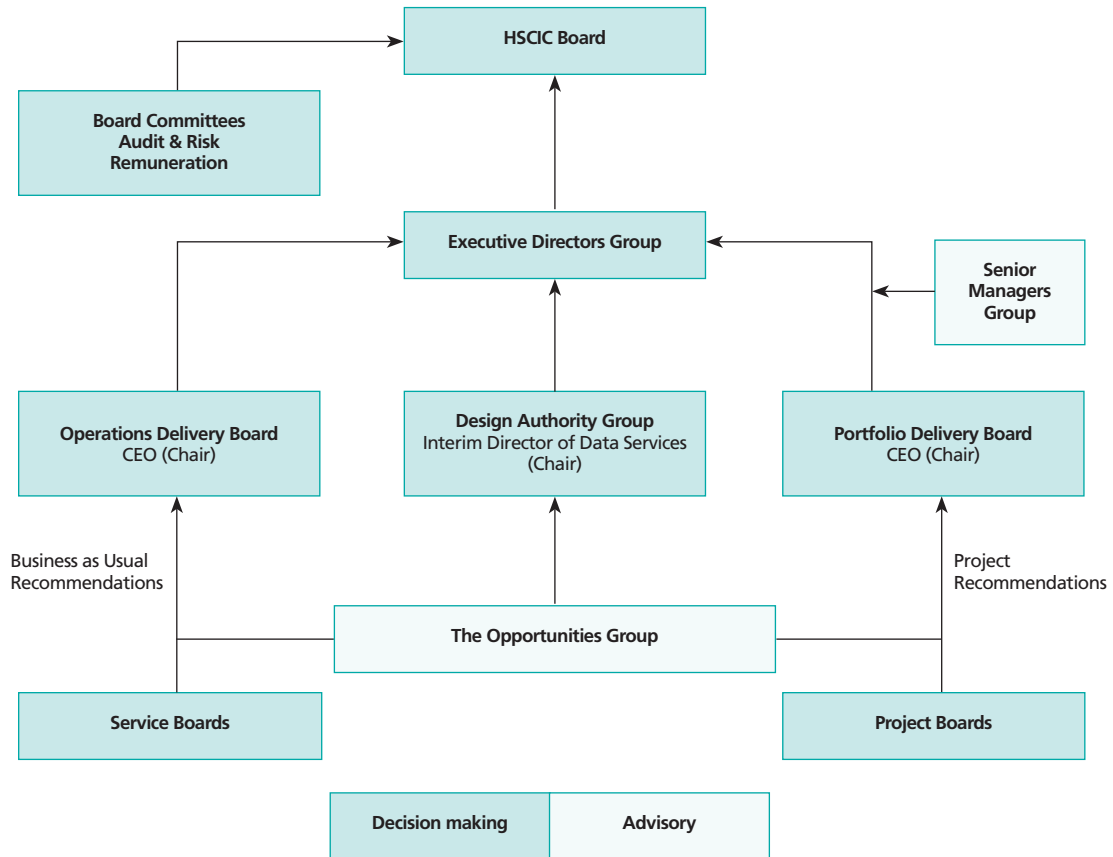 HSCIC Board
Board Committees
Audit & Risk
Remuneration
Executive Directors Group
Senior
Managers
Group
Operations Delivery Board
CEO (Chair)
Design Authority Group
Interim Director of Data Services
(Chair)
Portfolio Delivery Board
CEO (Chair)
Business as Usual
Recommendations
Project
Recommendations
The Opportunities Group
Service Boards
Project Boards
Decision making
Advisory